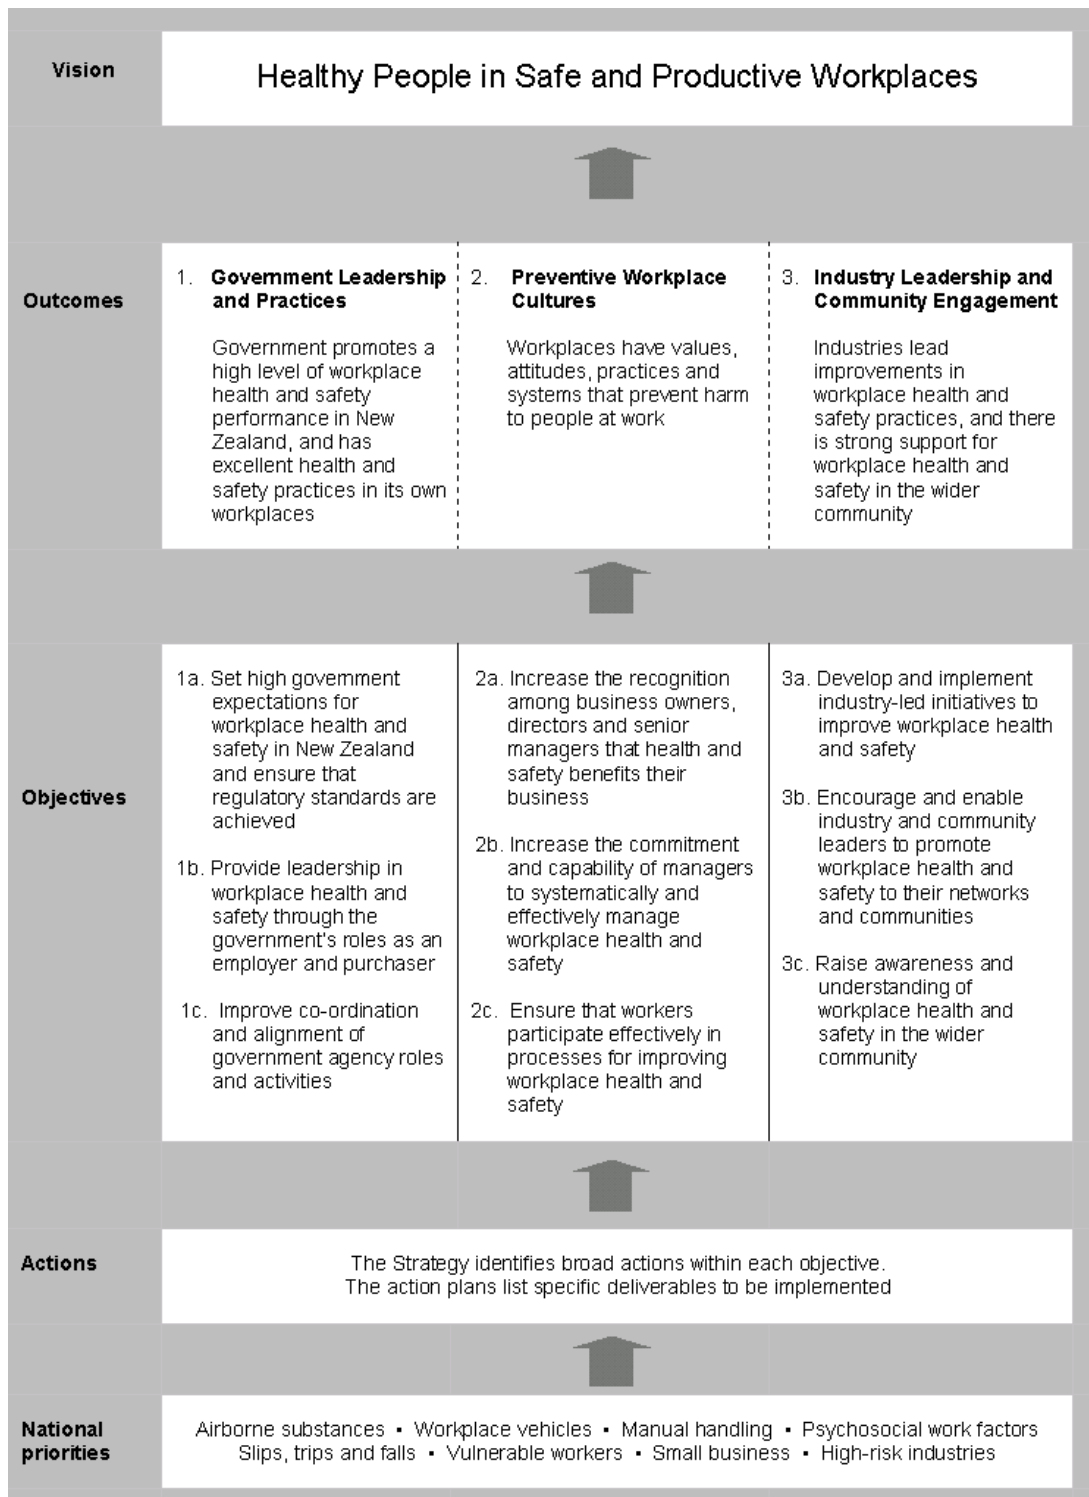 Vision
Healthy People in Safe and Productive Workplaces
Outcomes
1. Government Leadership
and Practices
Government promotes a
high level of workplace
health and safety
performance in New
Zealand, and has
excellent health and
safety practices in its own
workplaces
2. Preventive Workplace
Cultures
Workplaces have values,
attitudes, practices and
systems that prevent harm
to people at work
3. Industry Leadership and
Community Engagement
Industries lead
improvements in
workplace health and
safety practices, and there
is strong support for
workplace health and
safety in the wider
community
Objectives
1a. Set high government
expectations for
workplace health and
safety in New Zealand
and ensure that
regulatory standards are
achieved
1b. Provide leadership in
workplace health and
safety through the
government's roles as an
employer and purchaser
1c. Improve co-ordination
and alignment of
government agency roles
and activities
2a. Increase the recognition
among business owners,
directors and senior
managers that health and
safety benefits their
business
2b. Increase the commitment
and capability of managers
to systematically and
effectively manage
workplace health and
safety
2c. Ensure that workers
participate effectively in
processes for improving
workplace health and
safety
3a. Develop and implement
industry-led initiatives to
improve workplace health
and safety
3b. Encourage and enable
industry and community
leaders to promote
workplace health and
safety to their networks
and communities
3c. Raise awareness and
understanding of
workplace health and
safety in the wider
community
Actions
The Strategy identifies broad actions within each objective.
The action plans list specific deliverables to be implemented
National
priorities
Airborne substances ▪ Workplace vehicles ▪ Manual handling ▪ Psychosocial work factors
Slips, trips and falls ▪ Vulnerable workers ▪ Small business ▪ High-risk industries